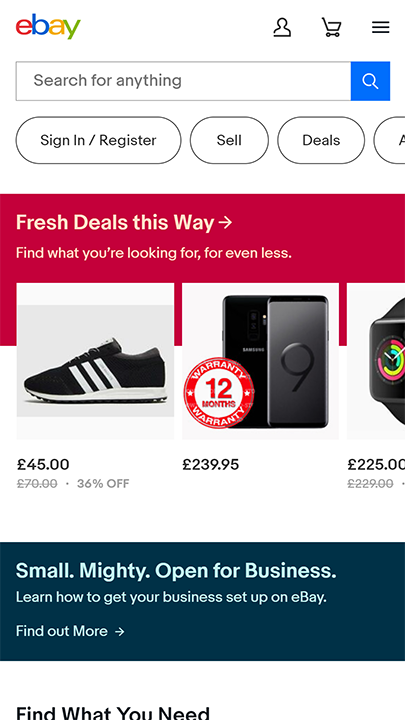 ebay
Search for anything
Sign In / Register
Sell
Deals
A
Fresh Deals this Way →
Find what you're looking for, for even less.
SAMSUNG
9
WARRANTY
12
MONTHS
WARRANTY
£45.00
£70.00 · 36% OFF
£239.95
£225.00
£229.00 ·
Small. Mighty. Open for Business.
Learn how to get your business set up on eBay.
Find out More →
Find What You Need